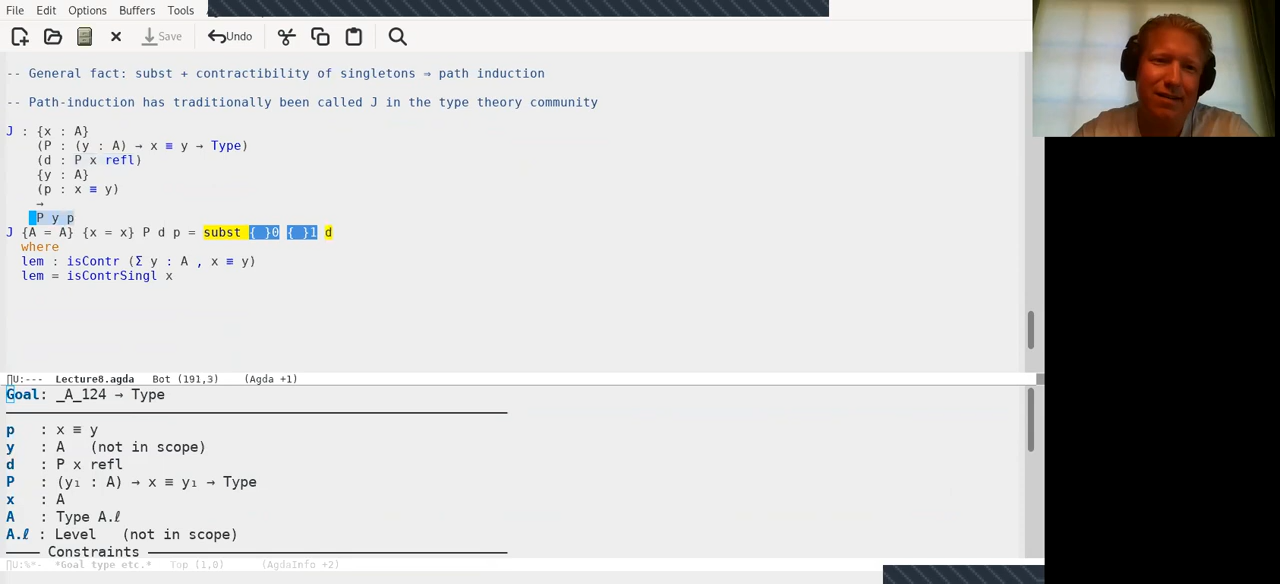 File Edit Options Buffers Tools
Save Undo
-- General fact: subst + contractibility of singletons ⇒ path induction
-- Path-induction has traditionally been called J in the type theory community
J : {x : A}
(P : (y : A) → x ≡ y → Type)
(d : P x refl)
{y : A}
(p : x ≡ y)
→
P y p
J {A = A} {x = x} P d p = subst { }0 { }1 d
where
lem : isContr (Σ y : A , x ≡ y)
lem = isContrSingl x
U:--- Lecture8.agda Bot (191,3) (Agda +1)
Goal: _A_124 → Type
p : x ≡ y
y : A (not in scope)
d : P x refl
P : (y₁ : A) → x ≡ y₁ → Type
x : A
A : Type A.ℓ
A.ℓ : Level (not in scope)
Constraints
U:%*- *Goal type etc.* Top (1,0) (AgdaInfo +2)